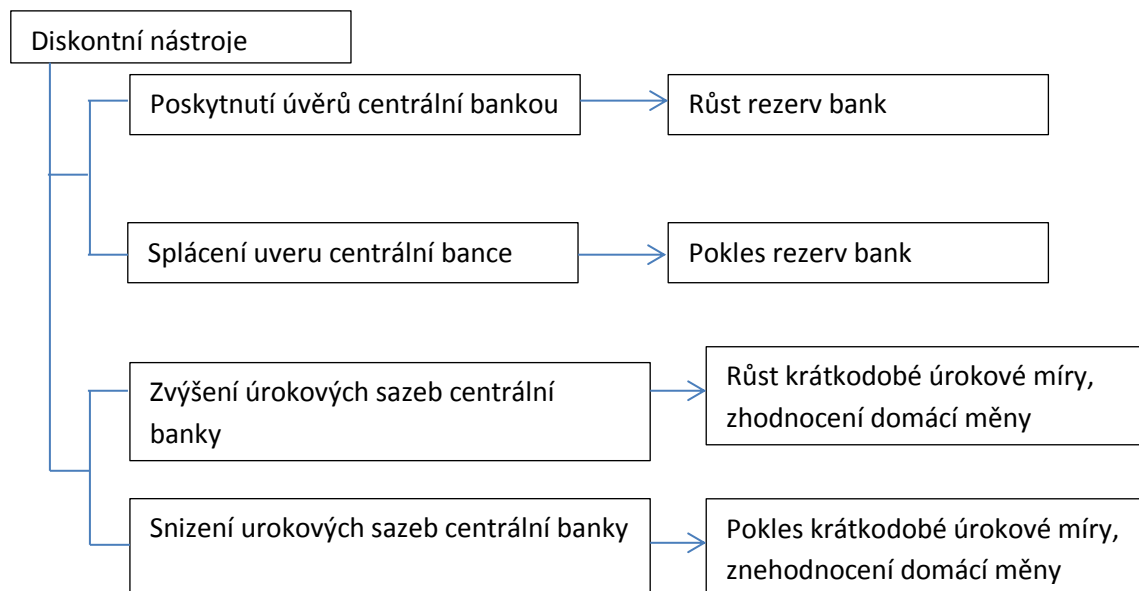 Diskontní nástroje
Poskytnutí úvěrů centrální bankou
Růst rezerv bank
Splácení uveru centrální bance
Pokles rezerv bank
Zvýšení úrokových sazeb centrální
banky
Růst krátkodobé úrokové míry,
zhodnocení domácí měny
Snizení urokových sazeb centrální banky
Pokles krátkodobé úrokové míry,
znehodnocení domácí měny